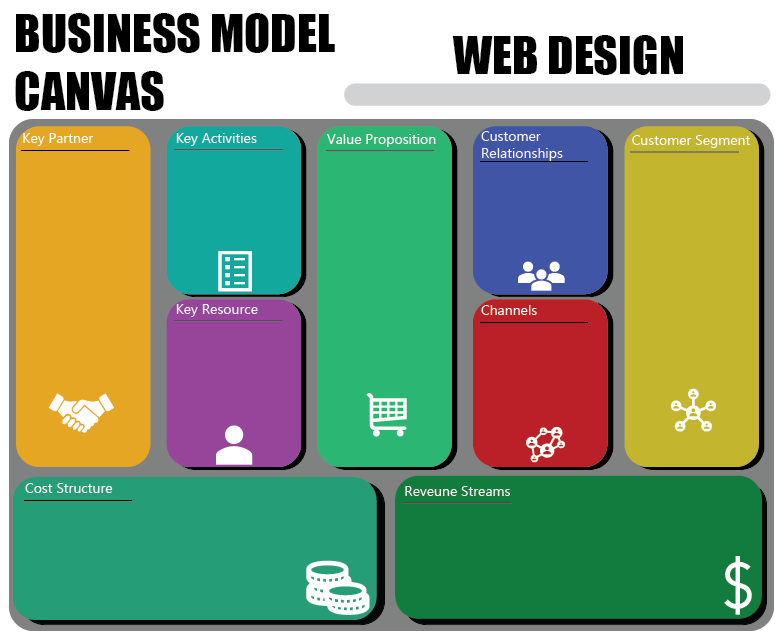 BUSINESS MODEL
CANVAS
WEB DESIGN
Key Partner
Key Activities
Value Proposition
Customer
Relationships
Customer Segment
Key Resource
Channels
Cost Structure
Reveune Streams
$